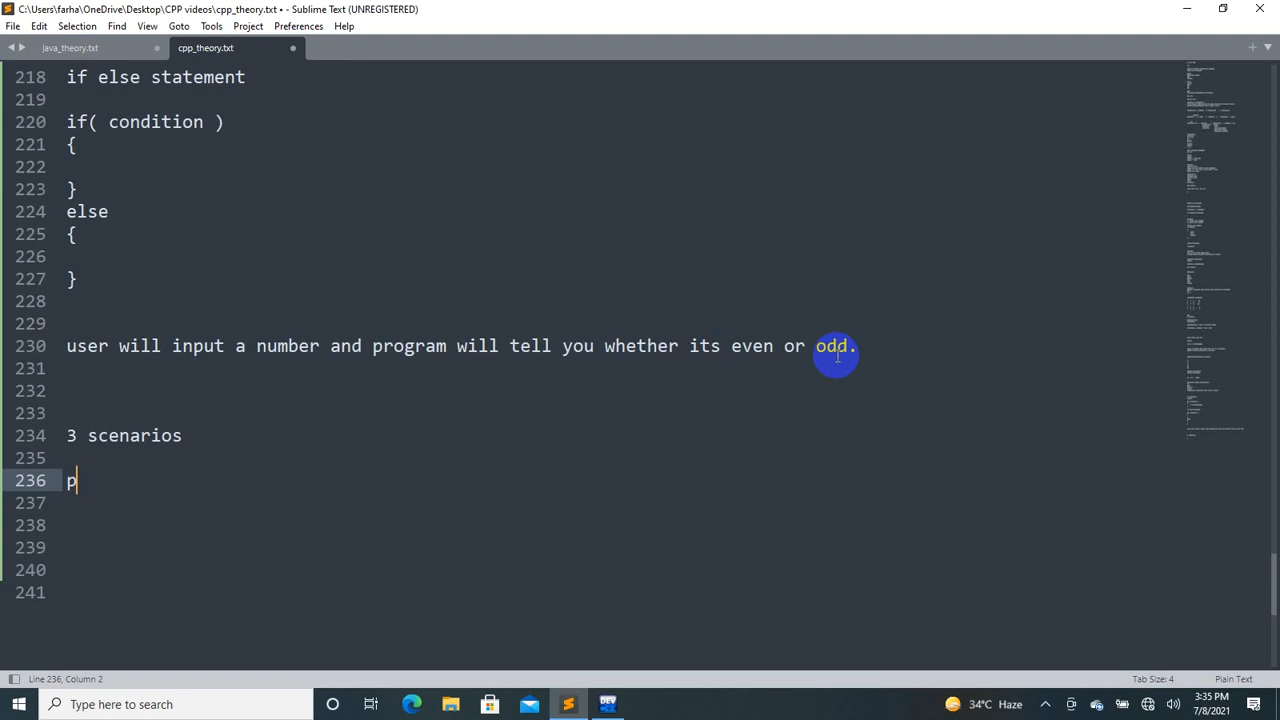 C:\Users\farha\OneDrive\Desktop\CPP videos\cpp_theory.txt • - Sublime Text (UNREGISTERED)
File Edit Selection Find View Goto Tools Project Preferences Help
java_theory.txt cpp_theory.txt
218 if else statement
219
220 if( condition )
221 {
222
223 }
224 else
225 {
226
227 }
228
229
230 user will input a number and program will tell you whether its even or odd.
231
232
233
234 3 scenarios
235
236 p
237
238
239
240
241
Line 236, Column 2 Tab Size: 4 Plain Text
Type here to search DEV 34°C Haze 3:35 PM
7/8/2021